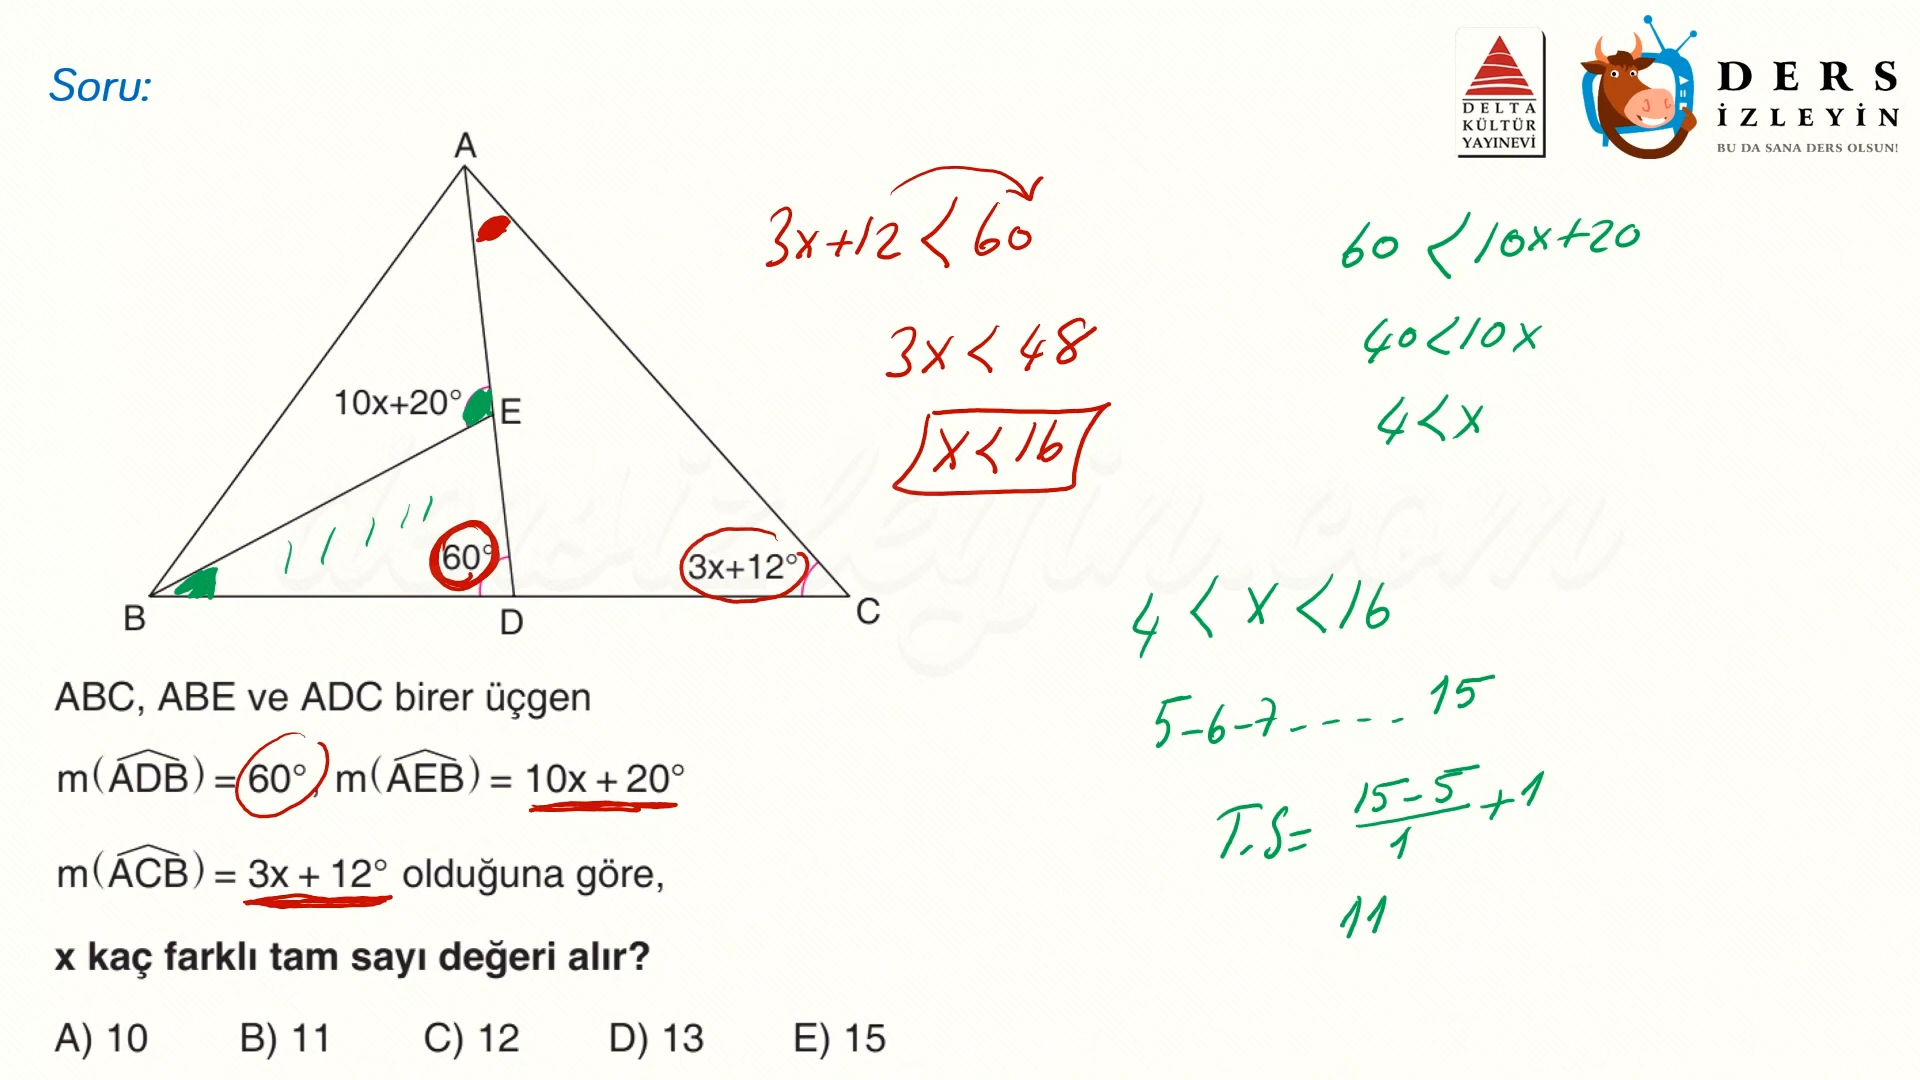 Soru:
DELTA
KÜLTÜR
YAYINEVİ
DERS
İZLEYİN
BU DA SANA DERS OLSUN!
A
10x+20°
E
60°
3x+12°
B
D
C
3x+12 < 60
3x < 48
x < 16
60 < 10x+20
40 < 10x
4 < x
4 < x < 16
5-6-7----- 15
T.S = (15-5)/1 + 1
11
dersizleyin.com
ABC, ABE ve ADC birer üçgen
m(ADB) = 60°, m(AEB) = 10x + 20°
m(ACB) = 3x + 12° olduğuna göre,
x kaç farklı tam sayı değeri alır?
A) 10 B) 11 C) 12 D) 13 E) 15